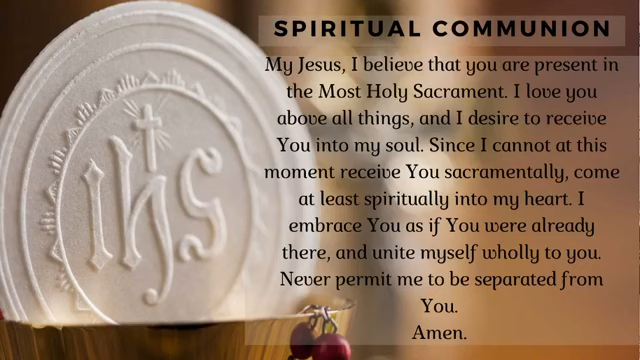 SPIRITUAL COMMUNION
My Jesus, I believe that you are present in
the Most Holy Sacrament. I love you
above all things, and I desire to receive
You into my soul. Since I cannot at this
moment receive You sacramentally, come
at least spiritually into my heart. I
embrace You as if You were already
there, and unite myself wholly to you.
Never permit me to be separated from
You.
Amen.
IHS